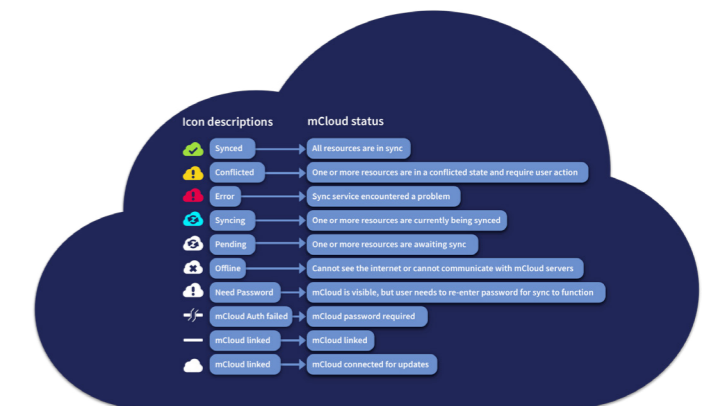 Icon descriptions mCloud status
Synced All resources are in sync
Conflicted One or more resources are in a conflicted state and require user action
Error Sync service encountered a problem
Syncing One or more resources are currently being synced
Pending One or more resources are awaiting sync
Offline Cannot see the internet or cannot communicate with mCloud servers
Need Password mCloud is visible, but user needs to re-enter password for sync to function
mCloud Auth failed mCloud password required
mCloud linked mCloud linked
mCloud linked mCloud connected for updates